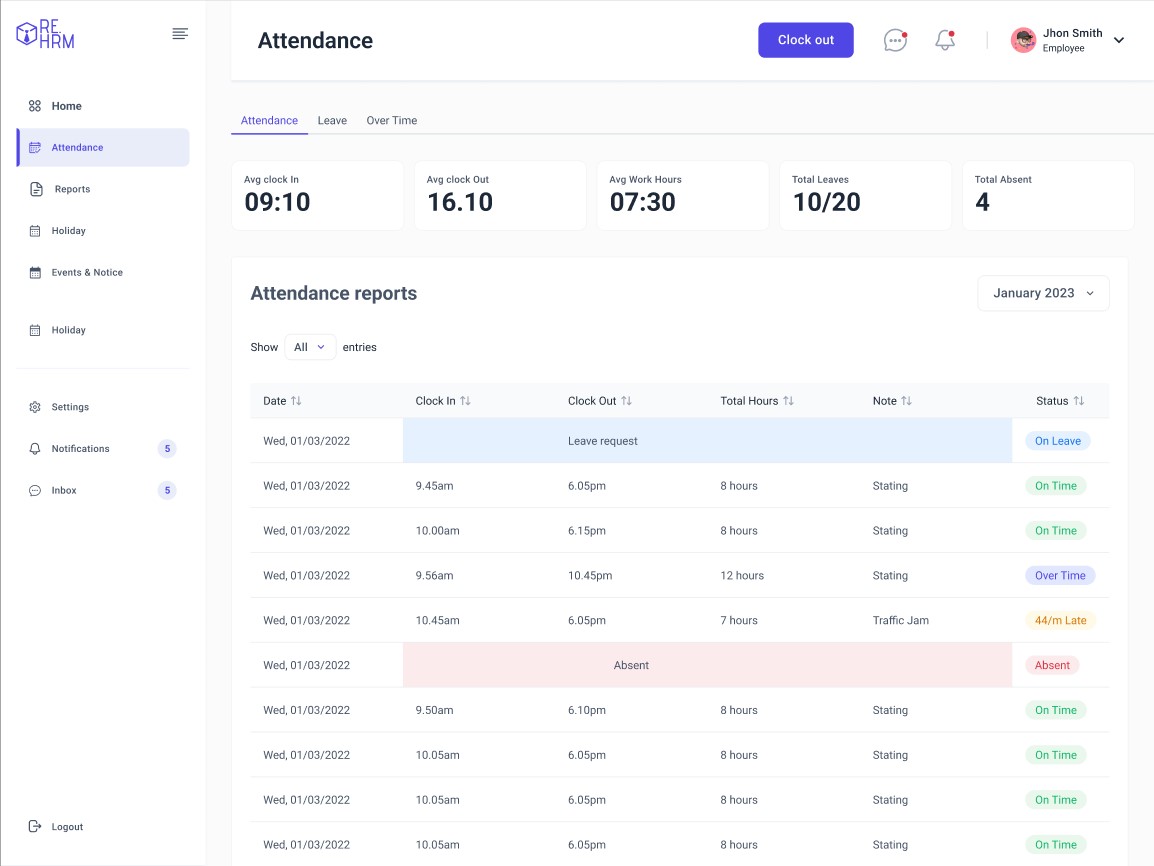 RE
HRM
Home
Attendance
Reports
Holiday
Events & Notice
Holiday
Settings
Notifications 5
Inbox 5
Logout
Attendance
Clock out
Jhon Smith
Employee
Attendance Leave Over Time
Avg clock In
09:10
Avg clock Out
16.10
Avg Work Hours
07:30
Total Leaves
10/20
Total Absent
4
Attendance reports
January 2023
Show All entries
Date Clock In Clock Out Total Hours Note Status
Wed, 01/03/2022 Leave request On Leave
Wed, 01/03/2022 9.45am 6.05pm 8 hours Stating On Time
Wed, 01/03/2022 10.00am 6.15pm 8 hours Stating On Time
Wed, 01/03/2022 9.56am 10.45pm 12 hours Stating Over Time
Wed, 01/03/2022 10.45am 6.05pm 7 hours Traffic Jam 44/m Late
Wed, 01/03/2022 Absent Absent
Wed, 01/03/2022 9.50am 6.10pm 8 hours Stating On Time
Wed, 01/03/2022 10.05am 6.05pm 8 hours Stating On Time
Wed, 01/03/2022 10.05am 6.05pm 8 hours Stating On Time
Wed, 01/03/2022 10.05am 6.05pm 8 hours Stating On Time